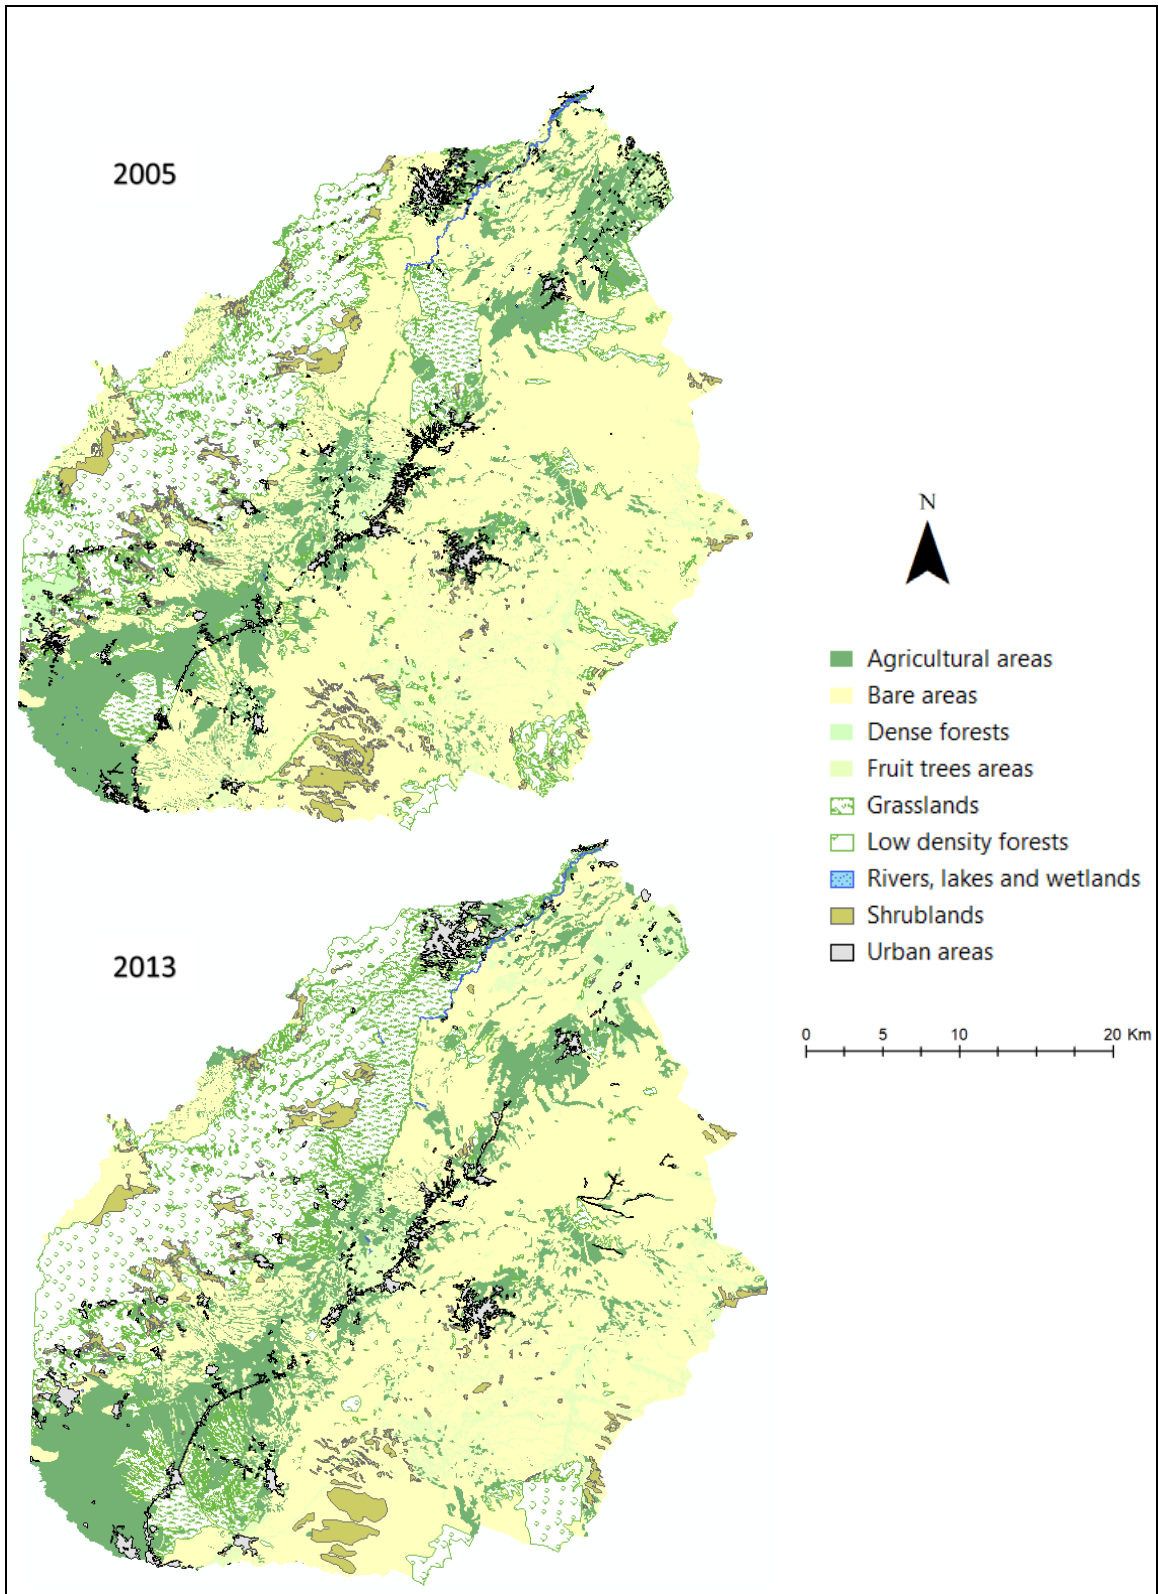 2005
N
Agricultural areas
Bare areas
Dense forests
Fruit trees areas
Grasslands
Low density forests
Rivers, lakes and wetlands
Shrublands
Urban areas
2013
0 5 10 20 Km